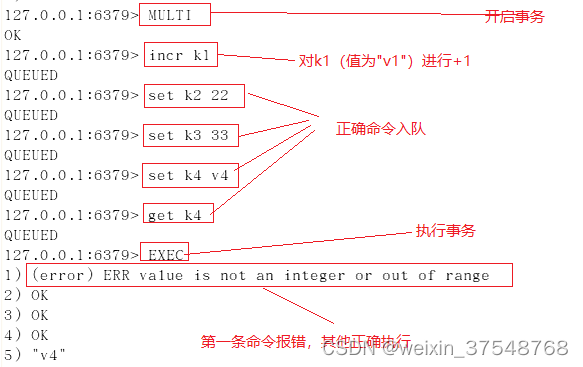 127.0.0.1:6379> MULTI 开启事务
OK
127.0.0.1:6379> incr k1 对k1（值为"v1"）进行+1
QUEUED
127.0.0.1:6379> set k2 22
QUEUED
127.0.0.1:6379> set k3 33 正确命令入队
QUEUED
127.0.0.1:6379> set k4 v4
QUEUED
127.0.0.1:6379> get k4
QUEUED
127.0.0.1:6379> EXEC 执行事务
1) (error) ERR value is not an integer or out of range
2) OK
3) OK
4) OK 第一条命令报错，其他正确执行
5) "v4" CSDN @weixin_37548768